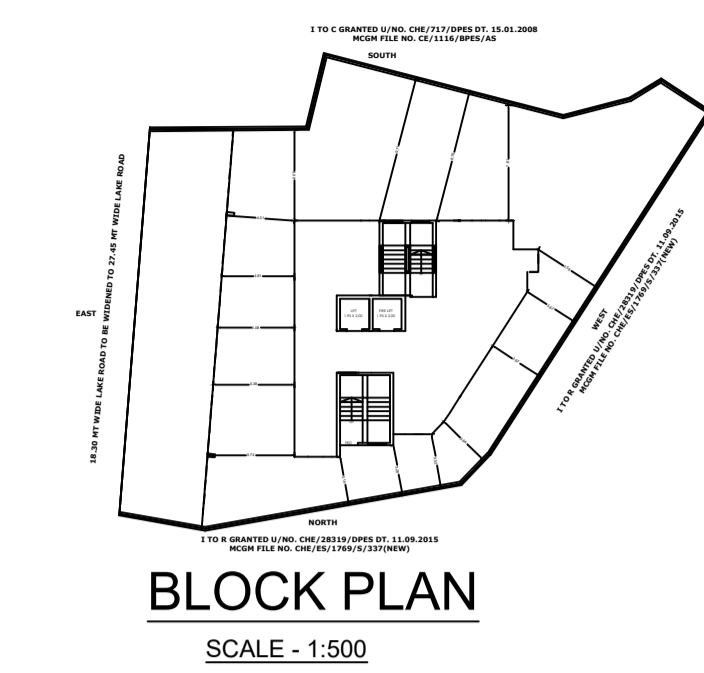 I TO C GRANTED U/NO. CHE/717/DPES DT. 15.01.2008
MCGM FILE NO. CE/1116/BPES/AS
SOUTH
18.30 MT WIDE LAKE ROAD TO BE WIDENED TO 27.45 MT WIDE LAKE ROAD
EAST
WEST
I TO R GRANTED U/NO. CHE/28319/DPES DT. 11.09.2015
MCGM FILE NO. CHE/ES/1769/S/337(NEW)
LIFT
FIRE LIFT
NORTH
I TO R GRANTED U/NO. CHE/28319/DPES DT. 11.09.2015
MCGM FILE NO. CHE/ES/1769/S/337(NEW)
BLOCK PLAN
SCALE - 1:500